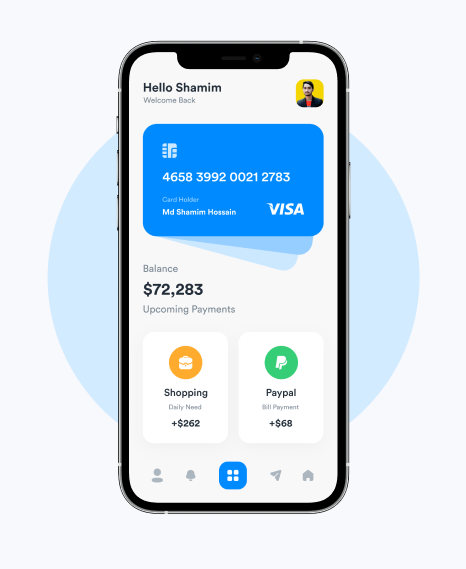 Hello Shamim
Welcome Back
4658 3992 0021 2783
Card Holder
Md Shamim Hossain
VISA
Balance
$72,283
Upcoming Payments
Shopping
Daily Need
+$262
Paypal
Bill Payment
+$68